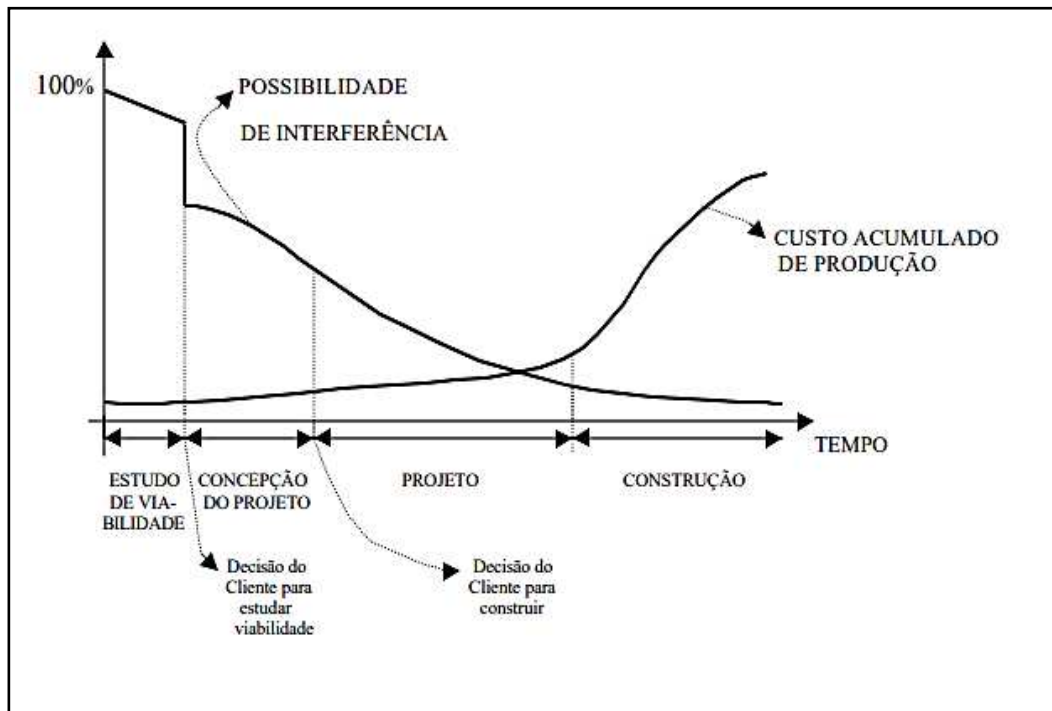 100%
POSSIBILIDADE
DE INTERFERÊNCIA
CUSTO ACUMULADO
DE PRODUÇÃO
TEMPO
ESTUDO
DE VIA-
BILIDADE
CONCEPÇÃO
DO PROJETO
PROJETO
CONSTRUÇÃO
Decisão do
Cliente para
estudar
viabilidade
Decisão do
Cliente para
construir